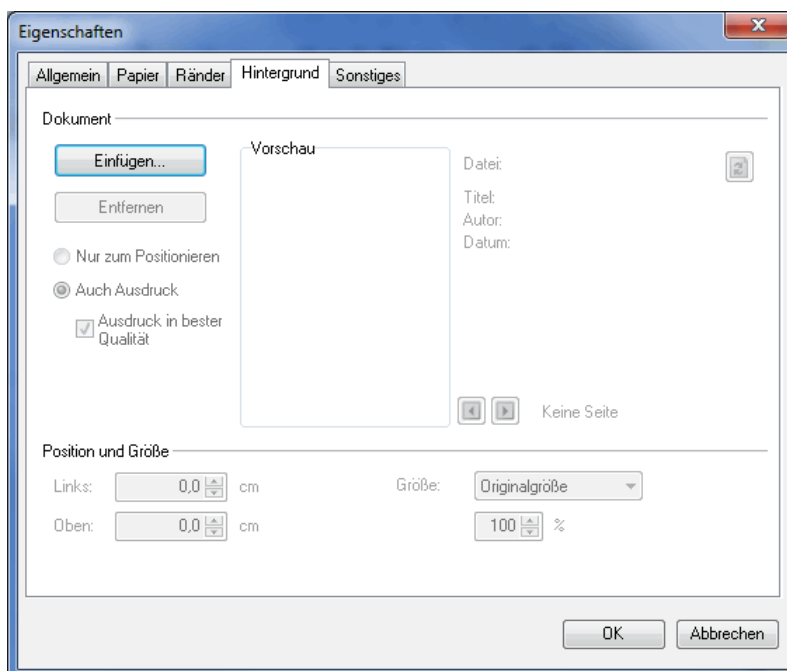 Eigenschaften
Allgemein Papier Ränder Hintergrund Sonstiges
Dokument
Einfügen...
Vorschau
Datei:
Entfernen
Titel:
Autor:
Datum:
Nur zum Positionieren
Auch Ausdruck
Ausdruck in bester
Qualität
Keine Seite
Position und Größe
Links: 0,0 cm Größe: Originalgröße
Oben: 0,0 cm 100 %
OK Abbrechen